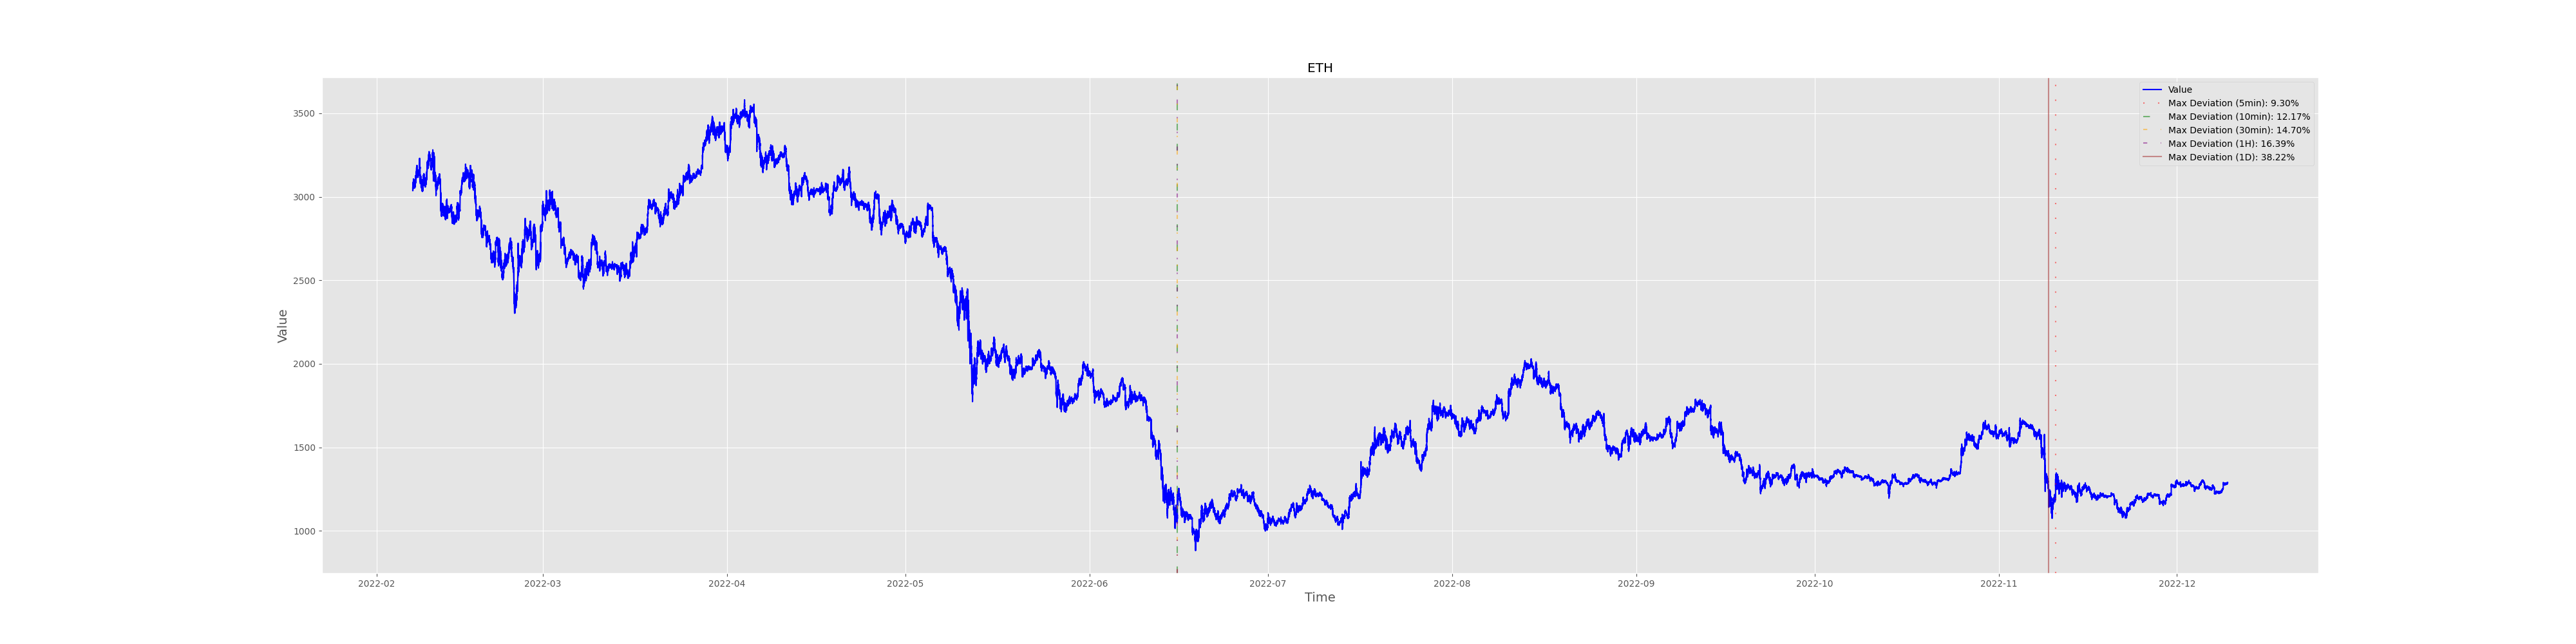 ETH
Value
3500
3000
2500
2000
1500
1000
Value
Max Deviation (5min): 9.30%
Max Deviation (10min): 12.17%
Max Deviation (30min): 14.70%
Max Deviation (1H): 16.39%
Max Deviation (1D): 38.22%
2022-02
2022-03
2022-04
2022-05
2022-06
2022-07
2022-08
2022-09
2022-10
2022-11
2022-12
Time